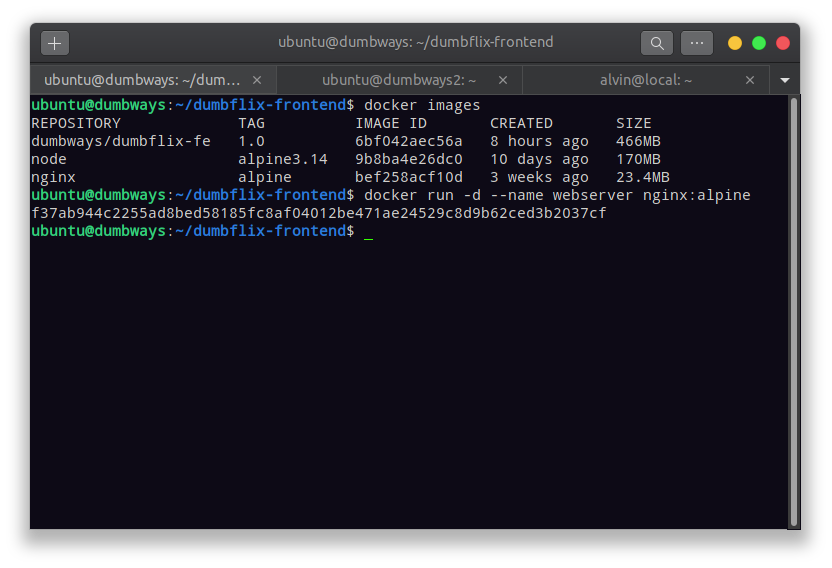 ubuntu@dumbways: ~/dumbflix-frontend
ubuntu@dumbways: ~/dum… × ubuntu@dumbways2: ~ × alvin@local: ~ ×
ubuntu@dumbways:~/dumbflix-frontend$ docker images
REPOSITORY             TAG          IMAGE ID       CREATED       SIZE
dumbways/dumbflix-fe   1.0          6bf042aec56a   8 hours ago   466MB
node                   alpine3.14   9b8ba4e26dc0   10 days ago   170MB
nginx                  alpine       bef258acf10d   3 weeks ago   23.4MB
ubuntu@dumbways:~/dumbflix-frontend$ docker run -d --name webserver nginx:alpine
f37ab944c2255ad8bed58185fc8af04012be471ae24529c8d9b62ced3b2037cf
ubuntu@dumbways:~/dumbflix-frontend$ _